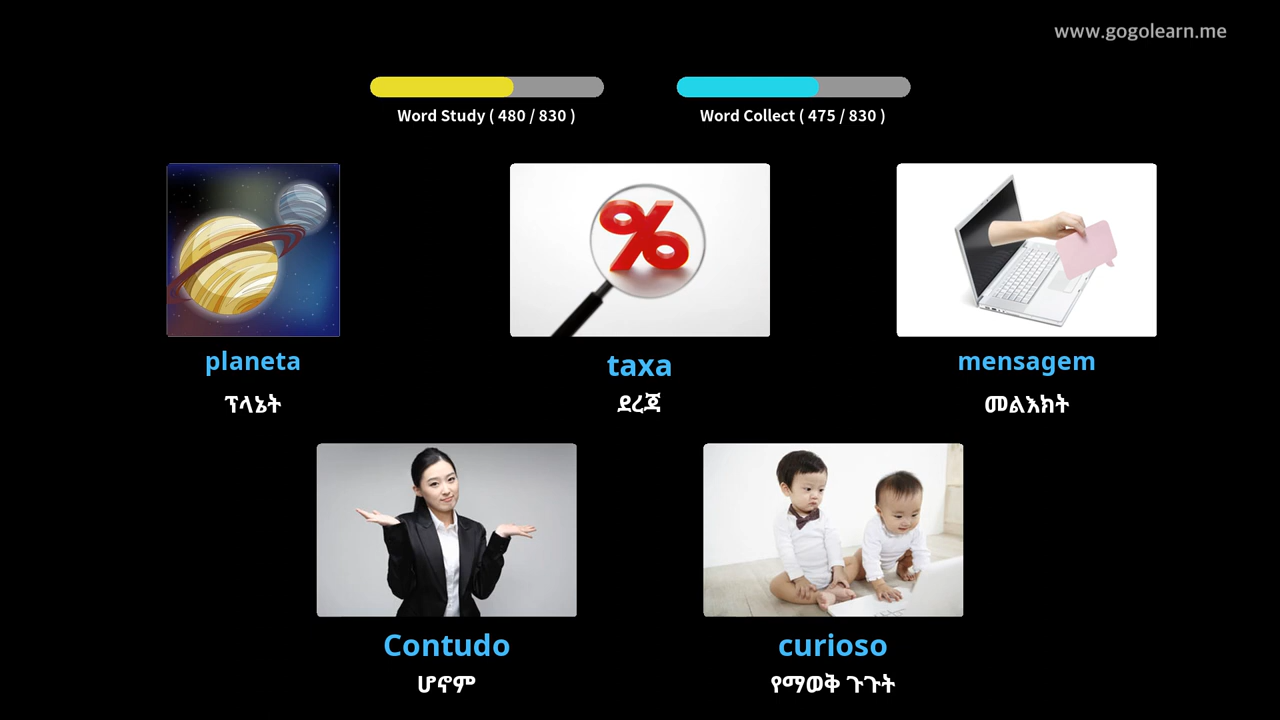 www.gogolearn.me
Word Study ( 480 / 830 )
Word Collect ( 475 / 830 )
%
planeta
taxa
mensagem
ፕላኔት
ደረጃ
መልእክት
Contudo
curioso
ሆኖም
የማወቅ ጉጉት